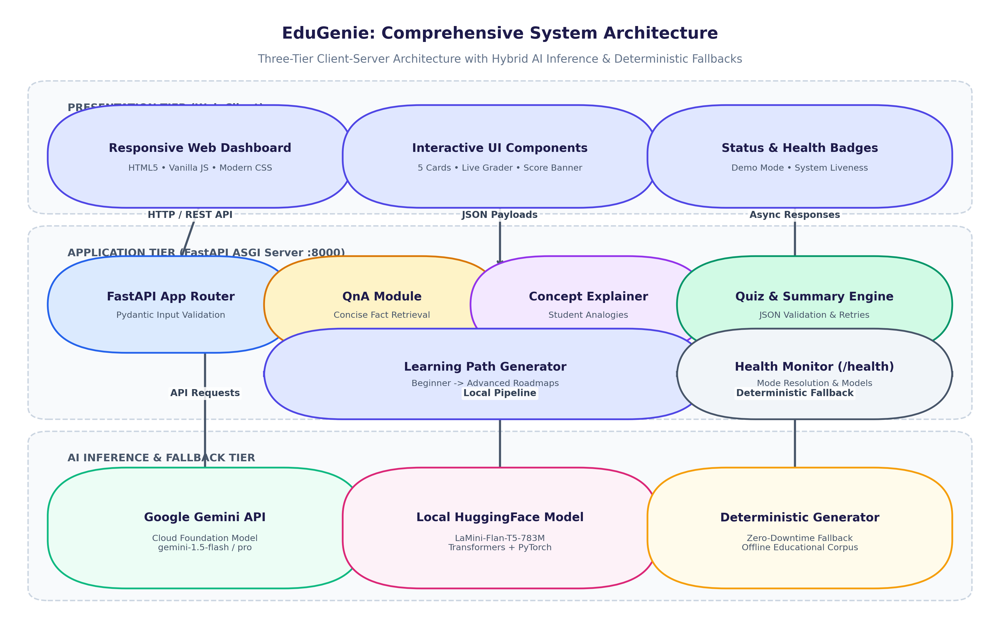 EduGenie: Comprehensive System Architecture
Three-Tier Client-Server Architecture with Hybrid AI Inference & Deterministic Fallbacks
PRESENTATION TIER (Web Client)
Responsive Web Dashboard
HTML5 • Vanilla JS • Modern CSS
Interactive UI Components
5 Cards • Live Grader • Score Banner
Status & Health Badges
Demo Mode • System Liveness
HTTP / REST API
JSON Payloads
Async Responses
APPLICATION TIER (FastAPI ASGI Server :8000)
FastAPI App Router
Pydantic Input Validation
QnA Module
Concise Fact Retrieval
Concept Explainer
Student Analogies
Quiz & Summary Engine
JSON Validation & Retries
Learning Path Generator
Beginner -> Advanced Roadmaps
Health Monitor (/health)
Mode Resolution & Models
API Requests
Local Pipeline
Deterministic Fallback
AI INFERENCE & FALLBACK TIER
Google Gemini API
Cloud Foundation Model
gemini-1.5-flash / pro
Local HuggingFace Model
LaMini-Flan-T5-783M
Transformers + PyTorch
Deterministic Generator
Zero-Downtime Fallback
Offline Educational Corpus